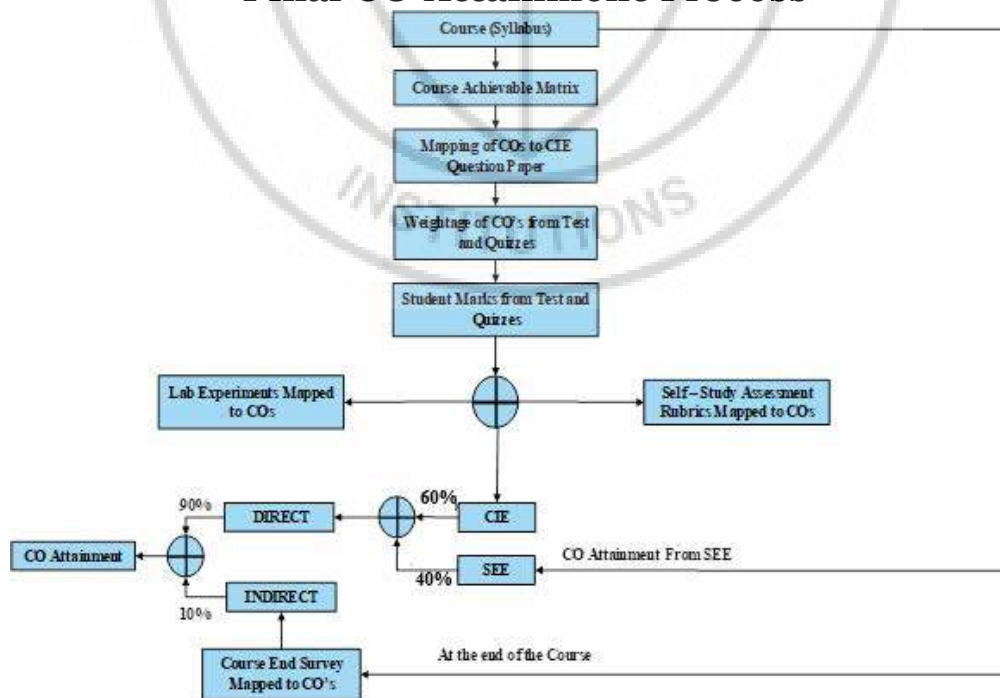 Final CO Attainment Process
Course (Syllabus)
Course Achievable Matrix
Mapping of COs to CIE
Question Paper
INSTITUTIONS
Weightage of CO's from Test
and Quizzes
Student Marks from Test and
Quizzes
Lab Experiments Mapped
to COs
Self-Study Assessment
Rubrics Mapped to COs
90%
DIRECT
60%
CIE
CO Attainment
40%
SEE
CO Attainment From SEE
10%
INDIRECT
Course End Survey
Mapped to CO's
At the end of the Course